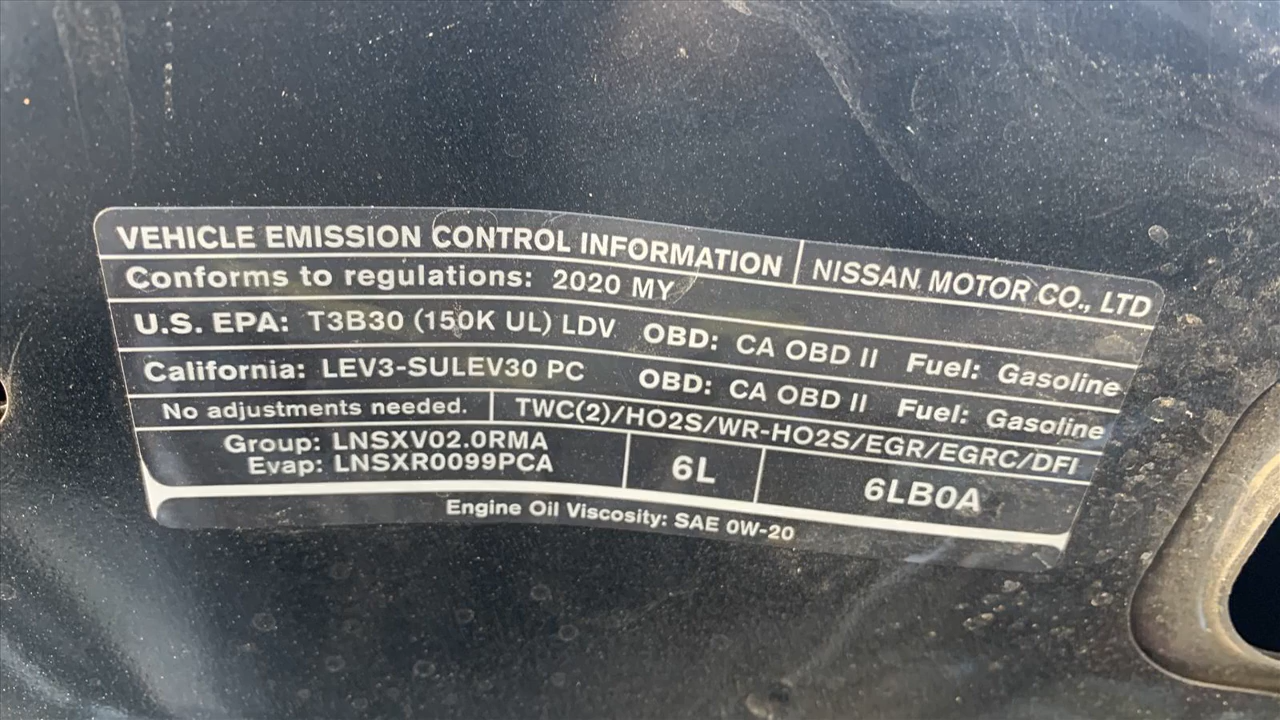 VEHICLE EMISSION CONTROL INFORMATION NISSAN MOTOR CO., LTD
Conforms to regulations: 2020 MY
U.S. EPA: T3B30 (150K UL) LDV OBD: CA OBD II Fuel: Gasoline
California: LEV3-SULEV30 PC OBD: CA OBD II Fuel: Gasoline
No adjustments needed. TWC(2)/HO2S/WR-HO2S/EGR/EGRC/DFI
Group: LNSXV02.0RMA
Evap: LNSXR0099PCA
6L
6LB0A
Engine Oil Viscosity: SAE 0W-20